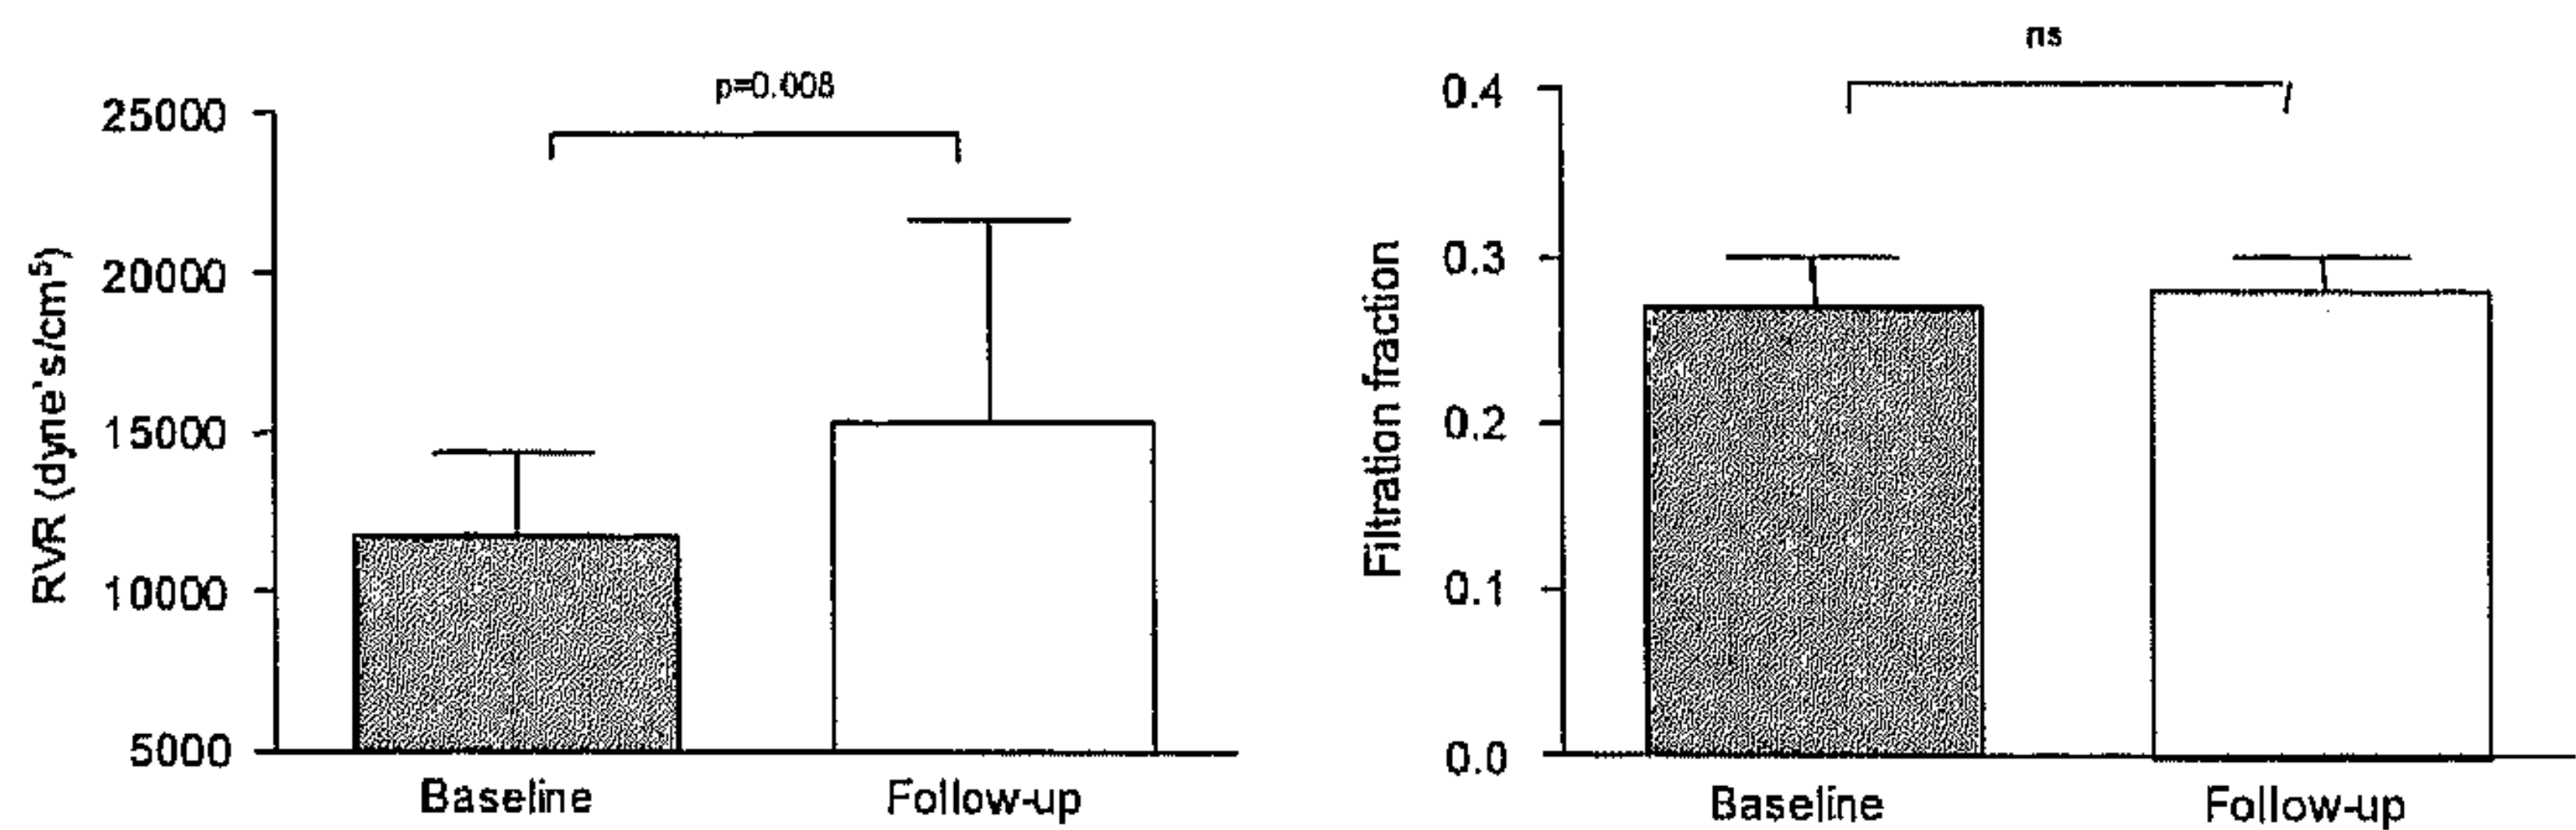 p=0.008
25000
20000
15000
10000
5000
RVR (dyne`s/cm⁵)
Baseline
Follow-up
ns
0.4
0.3
0.2
0.1
0.0
Filtration fraction
Baseline
Follow-up